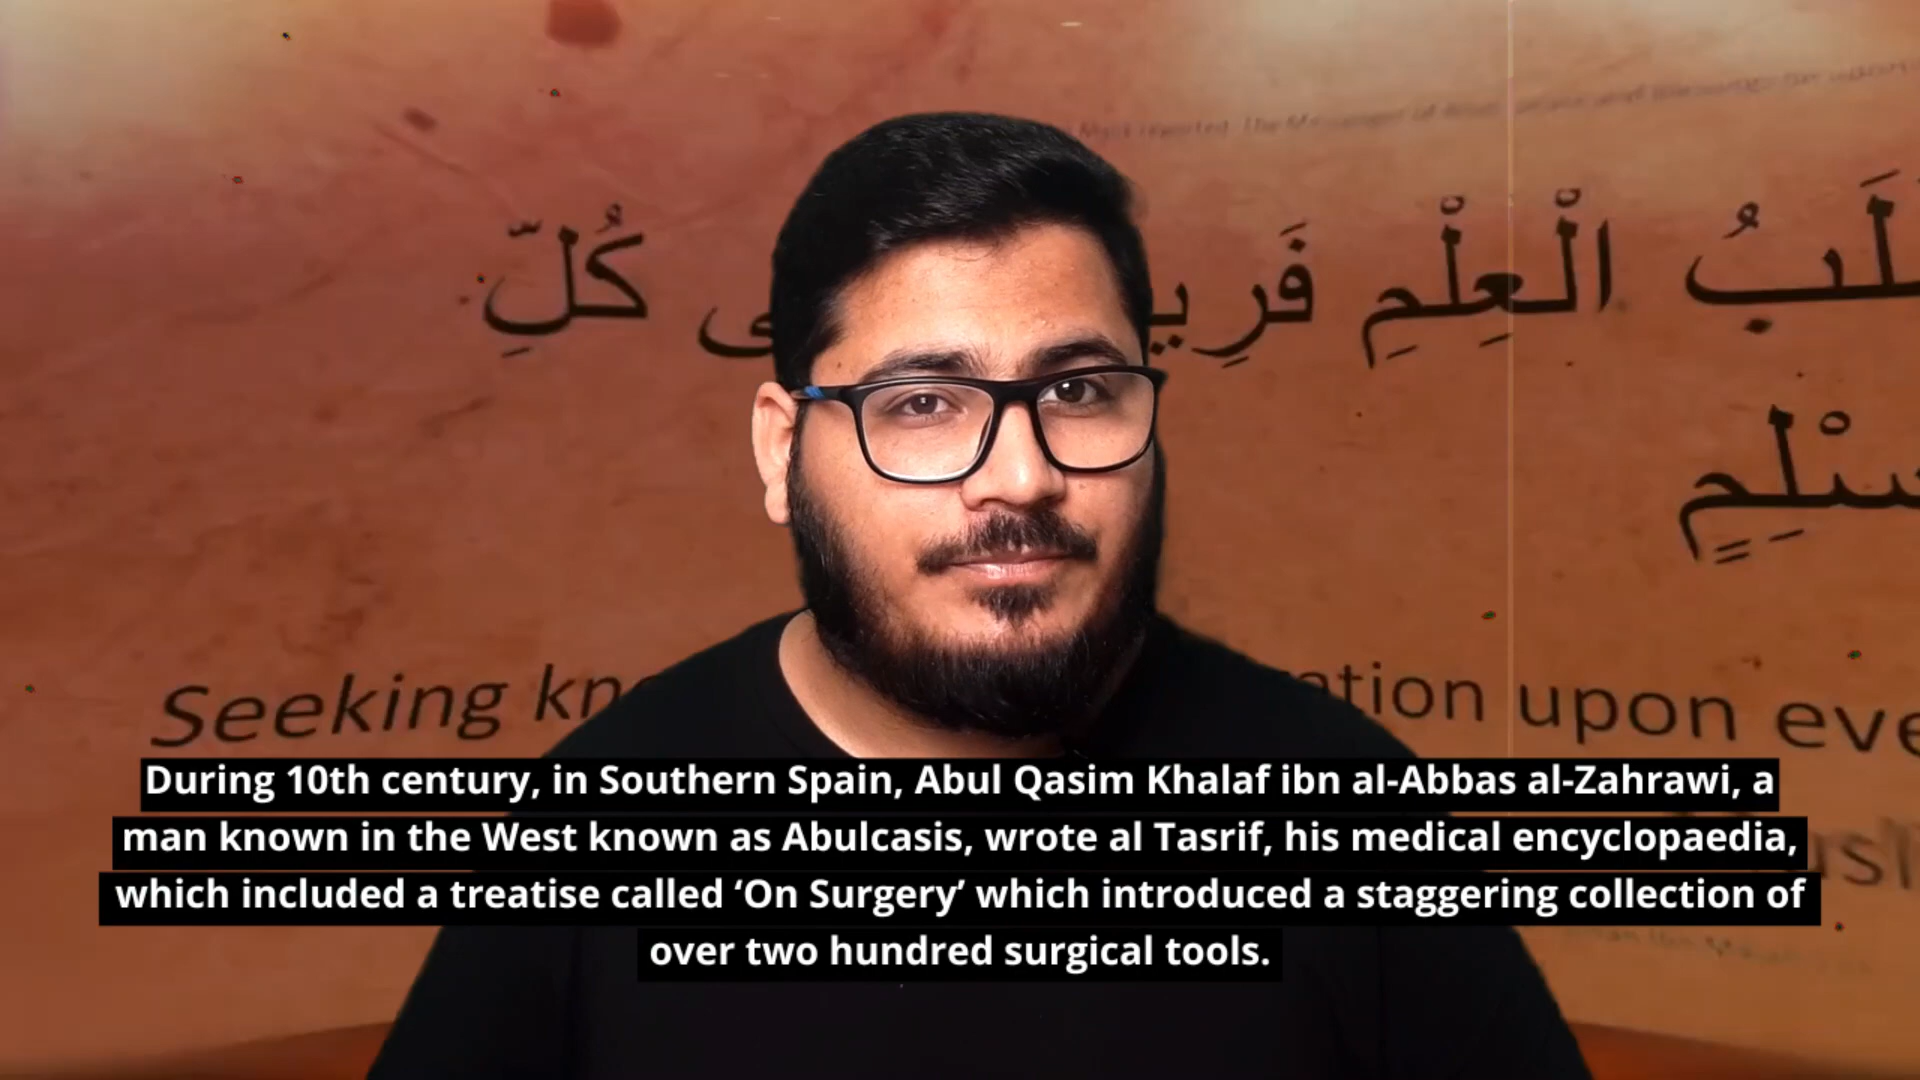 طَلَبُ الْعِلْمِ فَرِي ى كُلِّ
سْلِمٍ
Seeking kn ation upon eve
During 10th century, in Southern Spain, Abul Qasim Khalaf ibn al-Abbas al-Zahrawi, a
man known in the West known as Abulcasis, wrote al Tasrif, his medical encyclopaedia,
which included a treatise called ‘On Surgery’ which introduced a staggering collection of
over two hundred surgical tools.